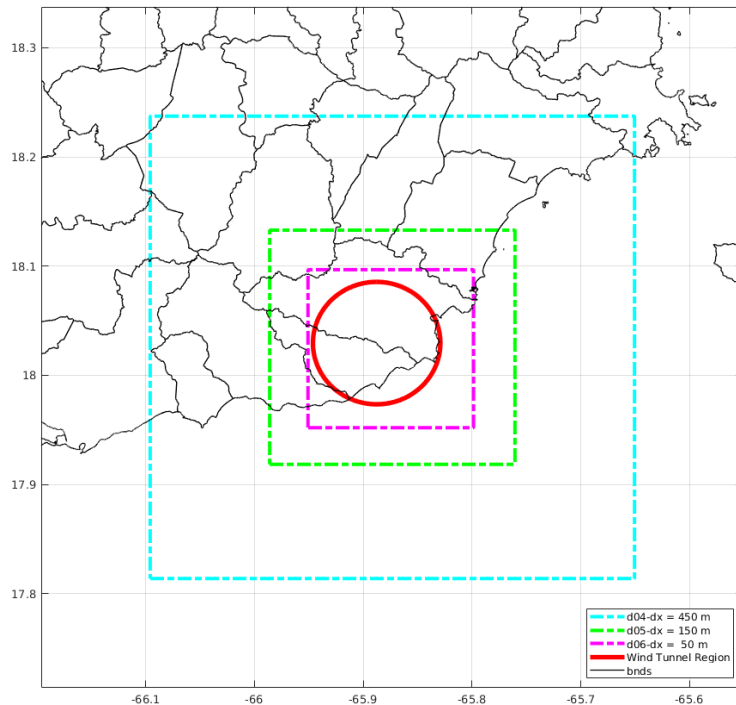 18.3
18.2
18.1
18
17.9
17.8
-66.1
-66
-65.9
-65.8
-65.7
-65.6
d04-dx = 450 m
d05-dx = 150 m
d06-dx =  50 m
Wind Tunnel Region
bnds